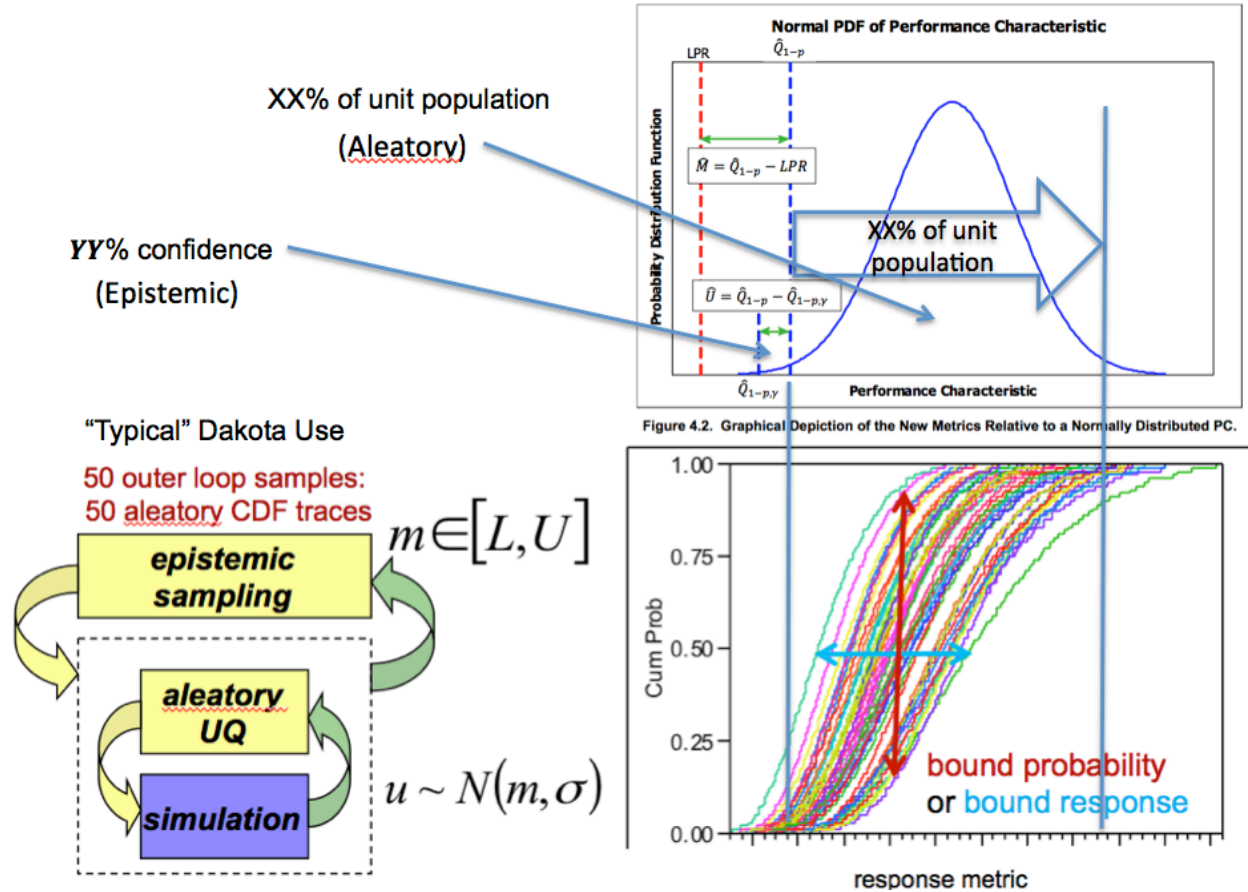 Normal PDF of Performance Characteristic
LPR
Q̂₁₋ₚ
XX% of unit population
(Aleatory)
M̂ = Q̂₁₋ₚ − LPR
Probability Distribution Function
XX% of unit
population
YY% confidence
(Epistemic)
Û = Q̂₁₋ₚ − Q̂₁₋ₚ,ᵧ
Q̂₁₋ₚ,ᵧ
Performance Characteristic
Figure 4.2. Graphical Depiction of the New Metrics Relative to a Normally Distributed PC.
“Typical” Dakota Use
50 outer loop samples:
50 aleatory CDF traces
epistemic
sampling
m∈[L,U]
aleatory
UQ
simulation
u ~ N(m,σ)
1.00
0.75
0.50
0.25
0.00
Cum Prob
bound probability
or bound response
response metric